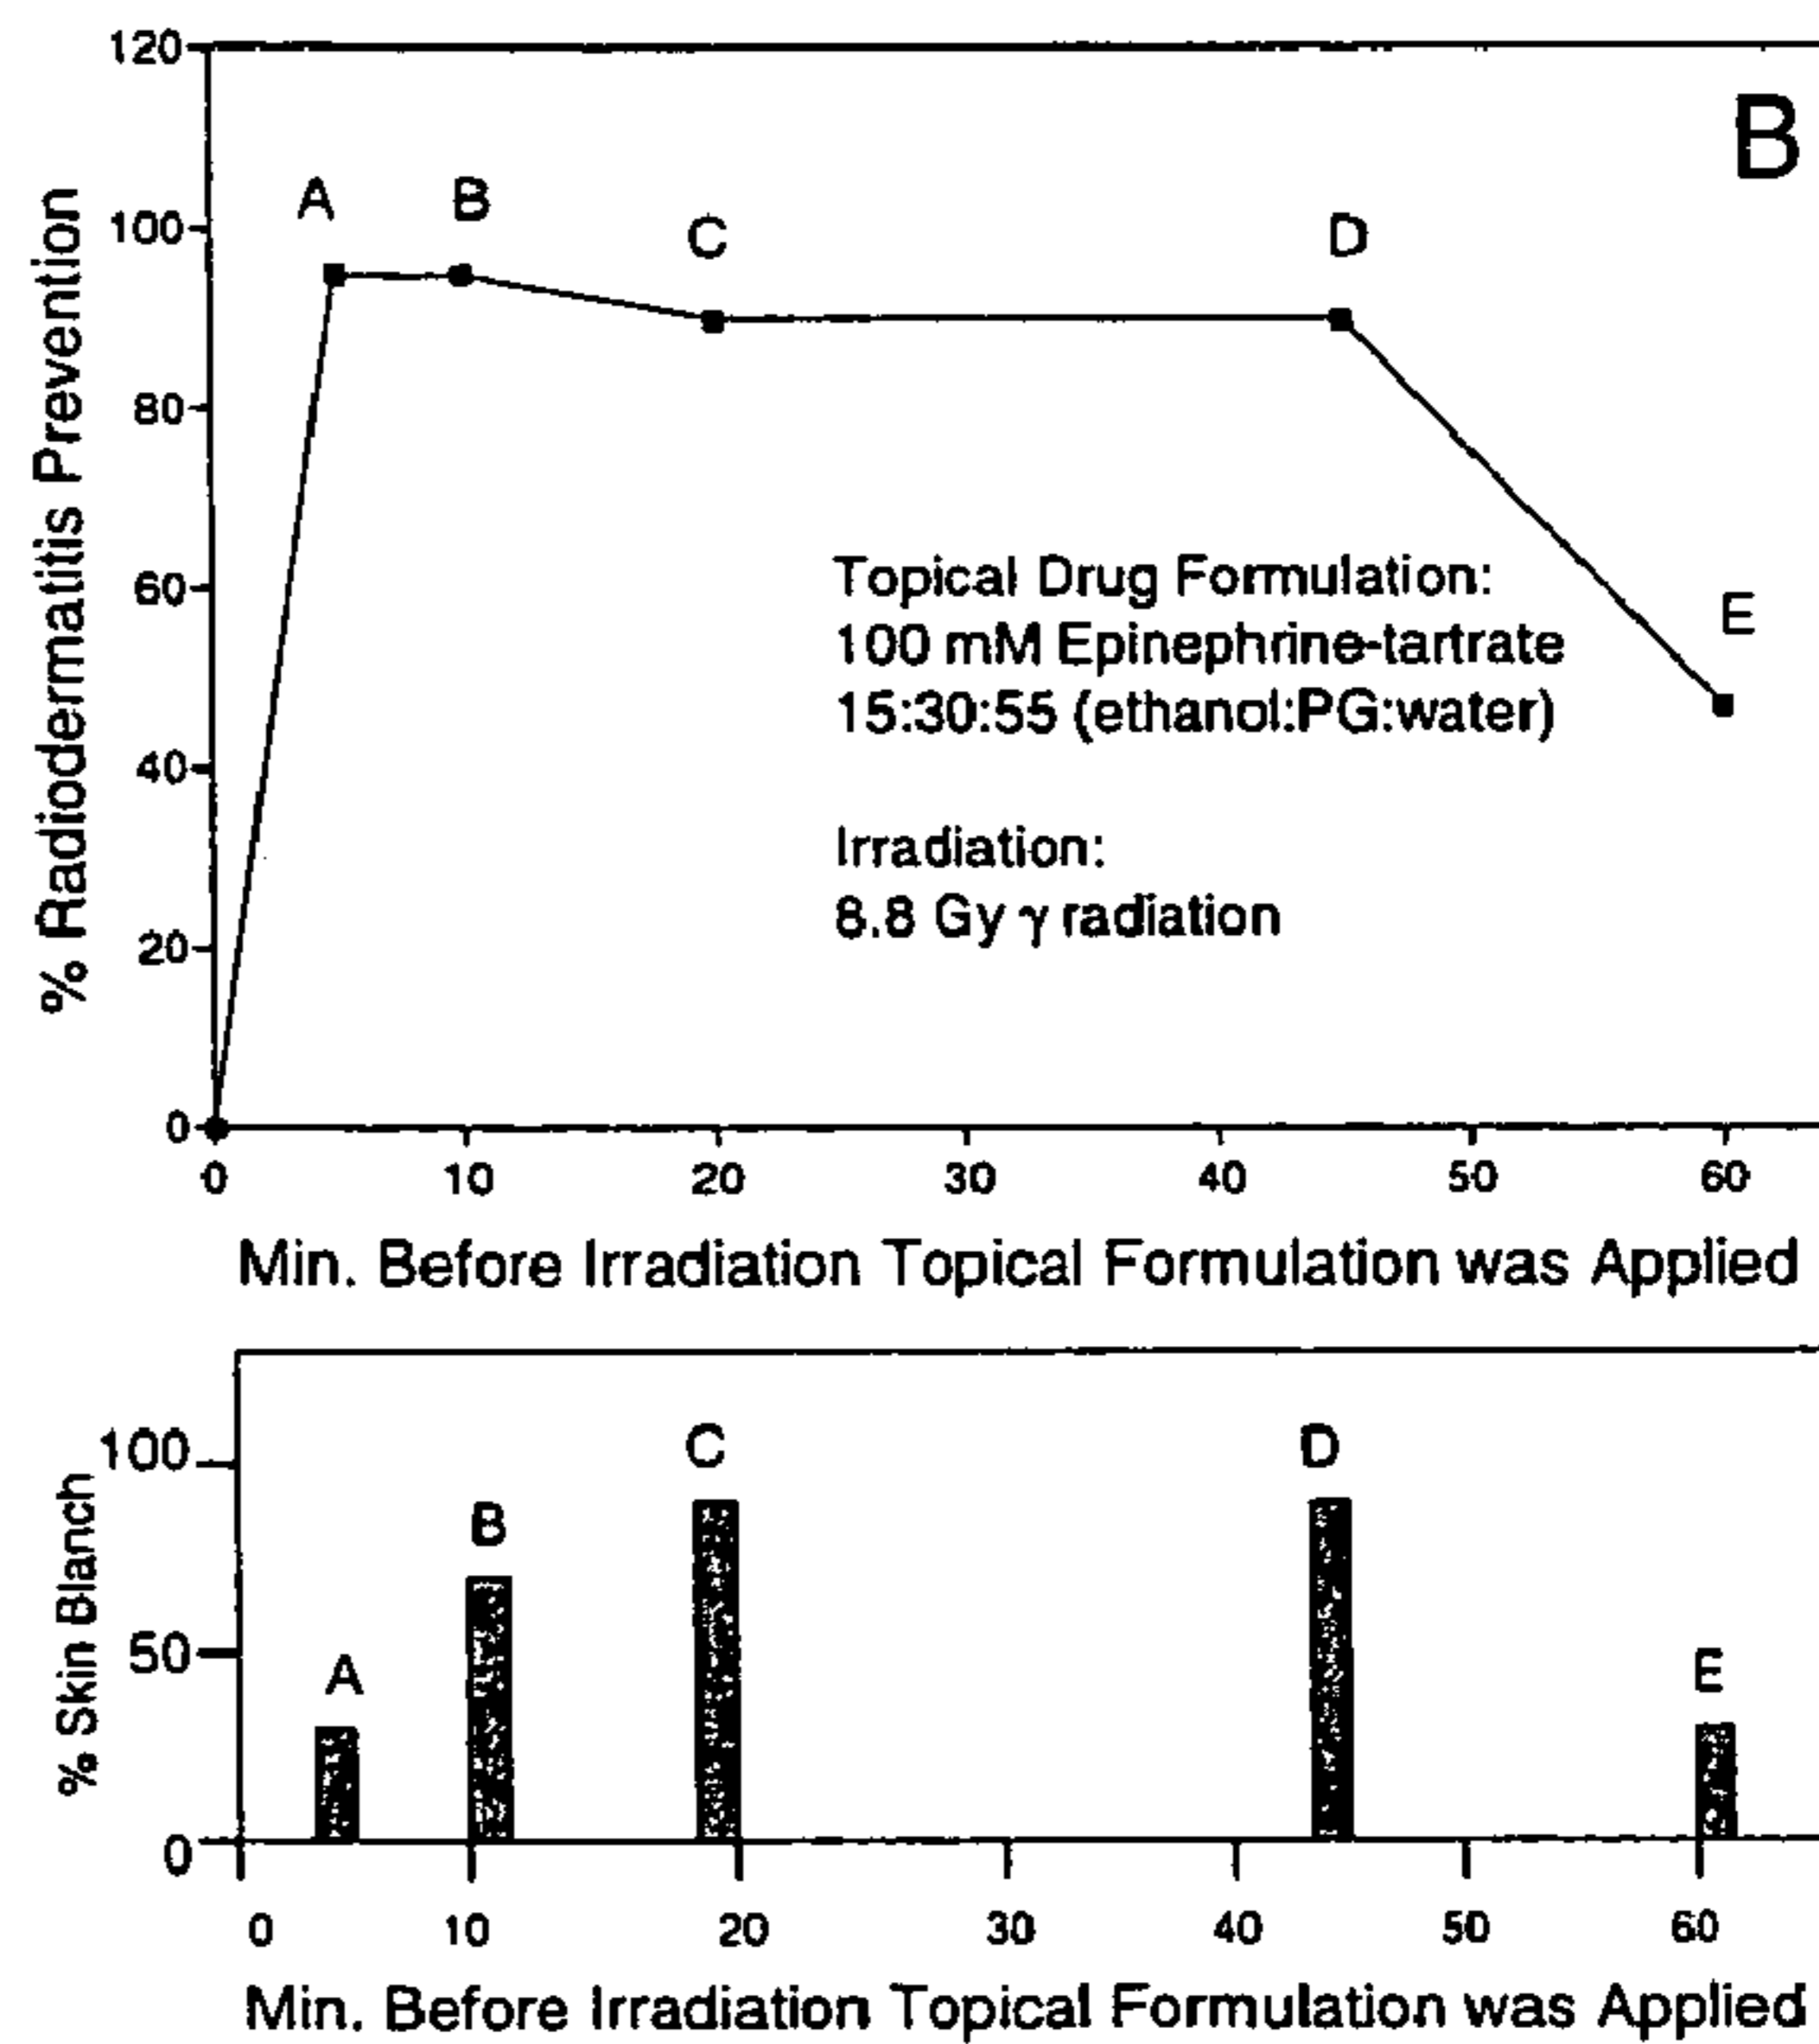 120
B
A
B
C
D
100
80
60
40
20
0
E
% Radiodermatitis Prevention
Topical Drug Formulation:
100 mM Epinephrine-tartrate
15:30:55 (ethanol:PG:water)
Irradiation:
8.8 Gy γ radiation
0 10 20 30 40 50 60
Min. Before Irradiation Topical Formulation was Applied
% Skin Blanch
100
50
0
A
B
C
D
E
0 10 20 30 40 50 60
Min. Before Irradiation Topical Formulation was Applied